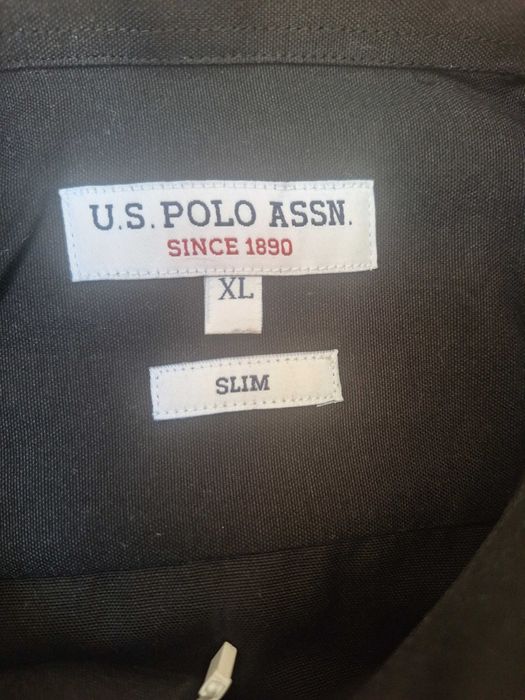 U.S. POLO ASSN.
SINCE 1890
XL
SLIM